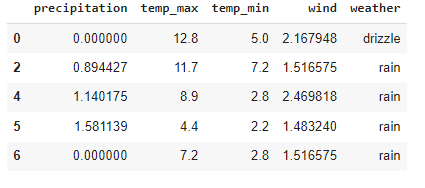 precipitation temp_max temp_min wind weather
0 0.000000 12.8 5.0 2.167948 drizzle
2 0.894427 11.7 7.2 1.516575 rain
4 1.140175 8.9 2.8 2.469818 rain
5 1.581139 4.4 2.2 1.483240 rain
6 0.000000 7.2 2.8 1.516575 rain